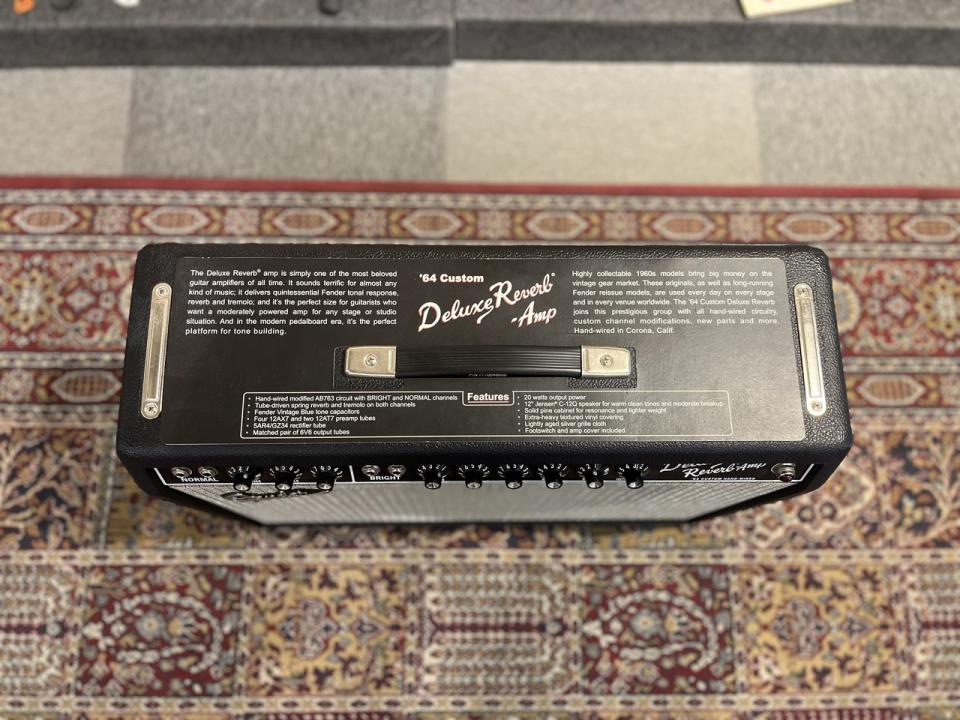 The Deluxe Reverb® amp is simply one of the most beloved
guitar amplifiers of all time. It sounds terrific for almost any
kind of music; it delivers quintessential Fender tonal response,
reverb and tremolo; and it's the perfect size for guitarists who
want a moderately powered amp for any stage or studio
situation. And in the modern pedalboard era, it's the perfect
platform for tone building.
'64 Custom
Deluxe Reverb®
-Amp
Highly collectable 1960s models bring big money on the
vintage gear market. These originals, as well as long-running
Fender reissue models, are used every day on every stage
and in every venue worldwide. The '64 Custom Deluxe Reverb
joins this prestigious group with all hand-wired circuitry,
custom channel modifications, new parts and more.
Hand-wired in Corona, Calif.
Features
• Hand-wired modified AB763 circuit with BRIGHT and NORMAL channels
• Tube-driven spring reverb and tremolo on both channels
• Fender Vintage Blue tone capacitors
• Four 12AX7 and two 12AT7 preamp tubes
• 5AR4/GZ34 rectifier tube
• Matched pair of 6V6 output tubes
• 20 watts output power
• 12" Jensen® C-12Q speaker for warm clean tones and moderate breakup
• Solid pine cabinet for resonance and lighter weight
• Extra-heavy textured vinyl covering
• Lightly aged silver grille cloth
• Footswitch and amp cover included
NORMAL
BRIGHT
Deluxe
Reverb-Amp
'64 CUSTOM HAND-WIRED
Fender